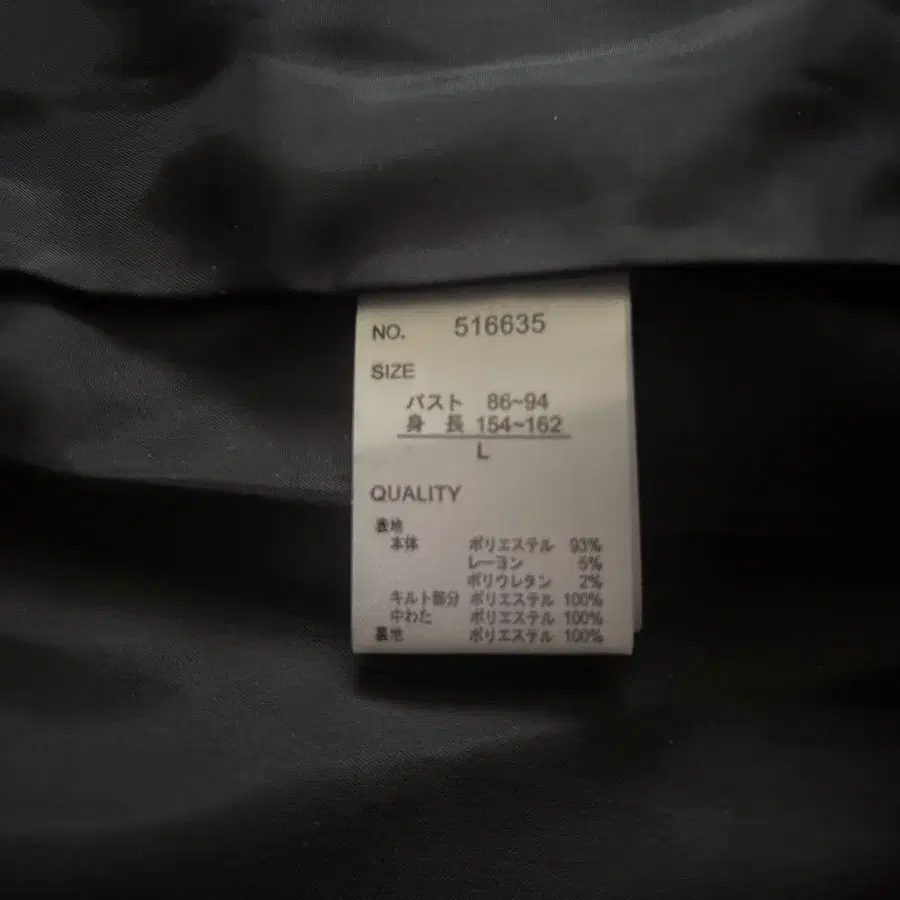 NO. 516635
SIZE
バスト 86~94
身 長 154~162
L
QUALITY
表地
本体 ポリエステル 93%
レーヨン 5%
ポリウレタン 2%
キルト部分 ポリエステル 100%
中わた ポリエステル 100%
裏地 ポリエステル 100%